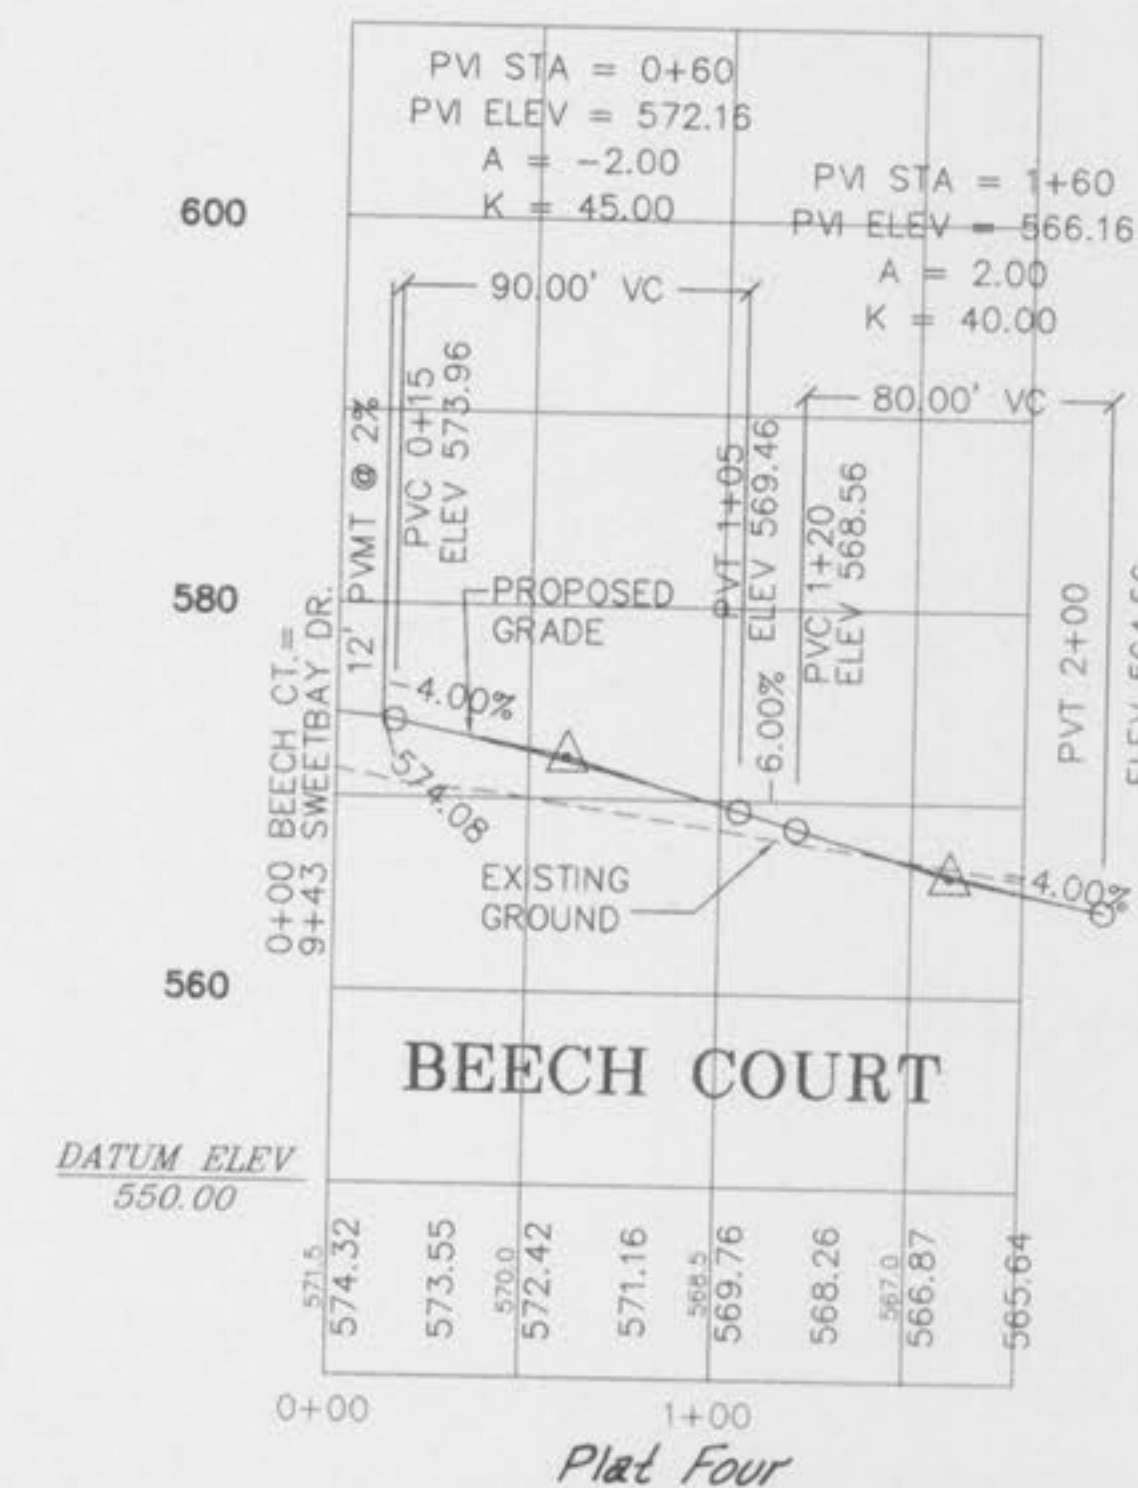 PVI STA = 0+60
PVI ELEV = 572.16
A = -2.00
K = 45.00
PVI STA = 1+60
PVI ELEV = 566.16
A = 2.00
K = 40.00
600
90.00' VC
80.00' VC
12' PVMT @ 2%
PVC 0+15
ELEV 573.96
PVT 1+05
ELEV 569.46
PVC 1+20
ELEV 568.56
PVT 2+00
580
PROPOSED
GRADE
0+00 BEECH CT.=
9+43 SWEETBAY DR.
-4.00%
-6.00%
574.08
-4.00%
EXISTING
GROUND
560
BEECH COURT
DATUM ELEV
550.00
571.5
574.32
573.55
570.0
572.42
571.16
568.5
569.76
568.26
567.0
566.87
565.64
0+00
1+00
Plat Four